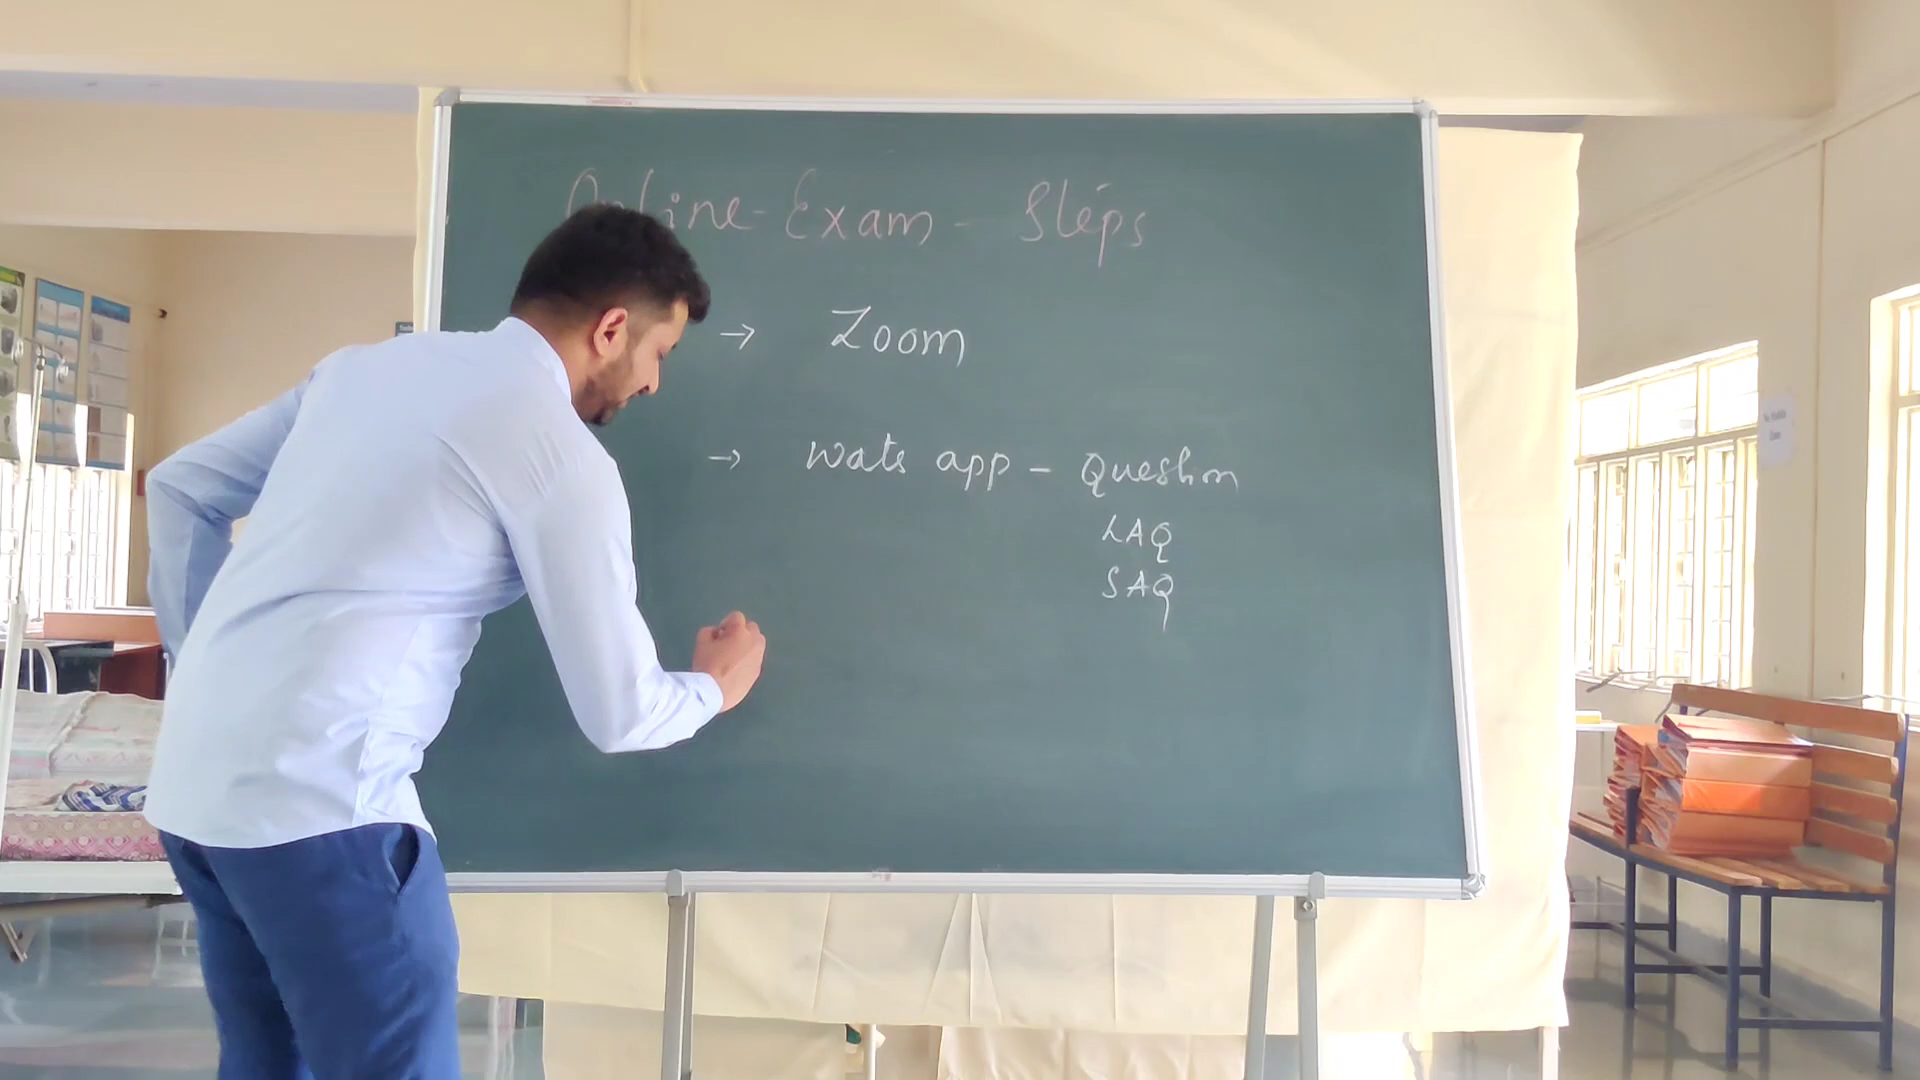 Online - Exam - Steps
→ Zoom
→ Wats app - Question
LAQ
SAQ